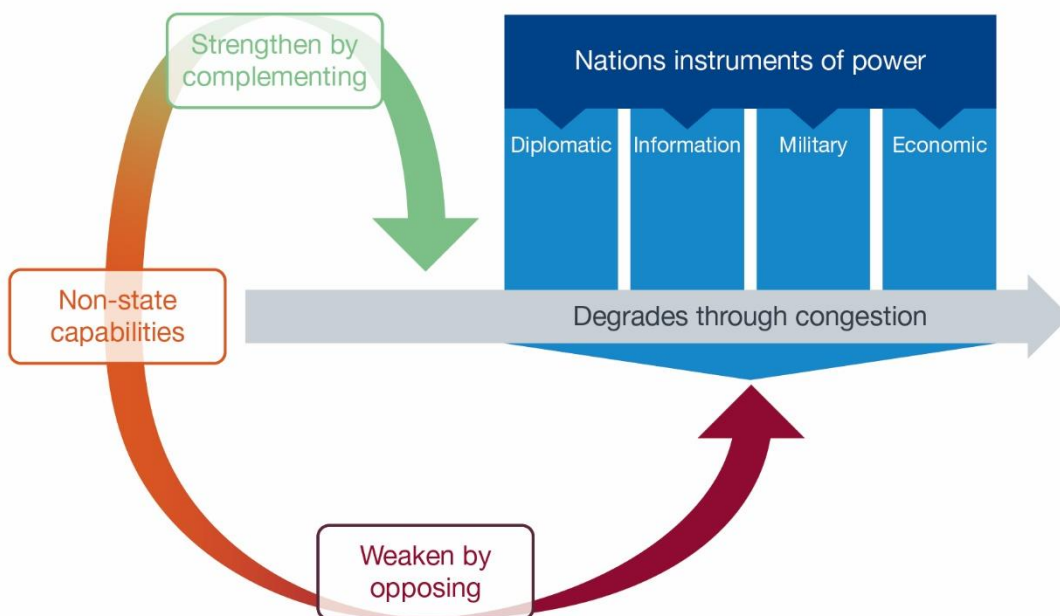 Strengthen by
complementing
Nations instruments of power
Diplomatic
Information
Military
Economic
Non-state
capabilities
Degrades through congestion
Weaken by
opposing